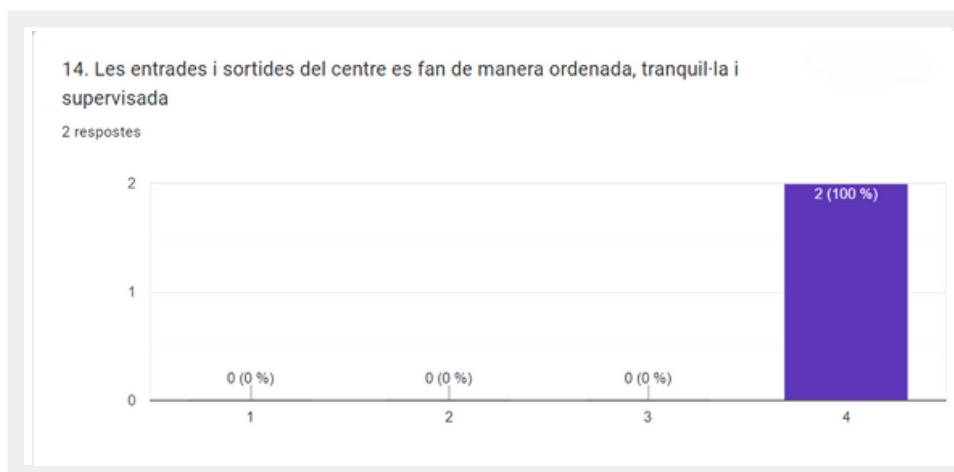 14. Les entrades i sortides del centre es fan de manera ordenada, tranquil·la i
supervisada
2 respostes
2
2 (100 %)
1
0 (0 %) 0 (0 %) 0 (0 %)
0
1 2 3 4